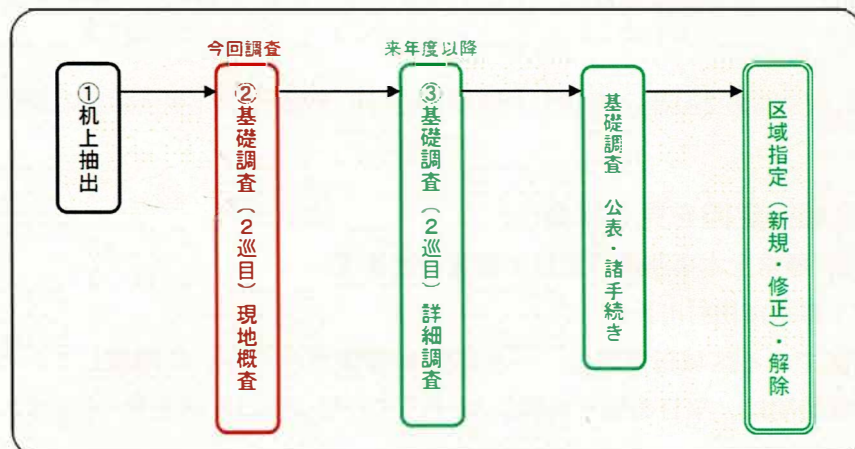 今回調査
来年度以降
①机上抽出
②基礎調査（２巡目）現地概査
③基礎調査（２巡目）詳細調査
基礎調査　公表・諸手続き
区域指定（新規・修正）・解除